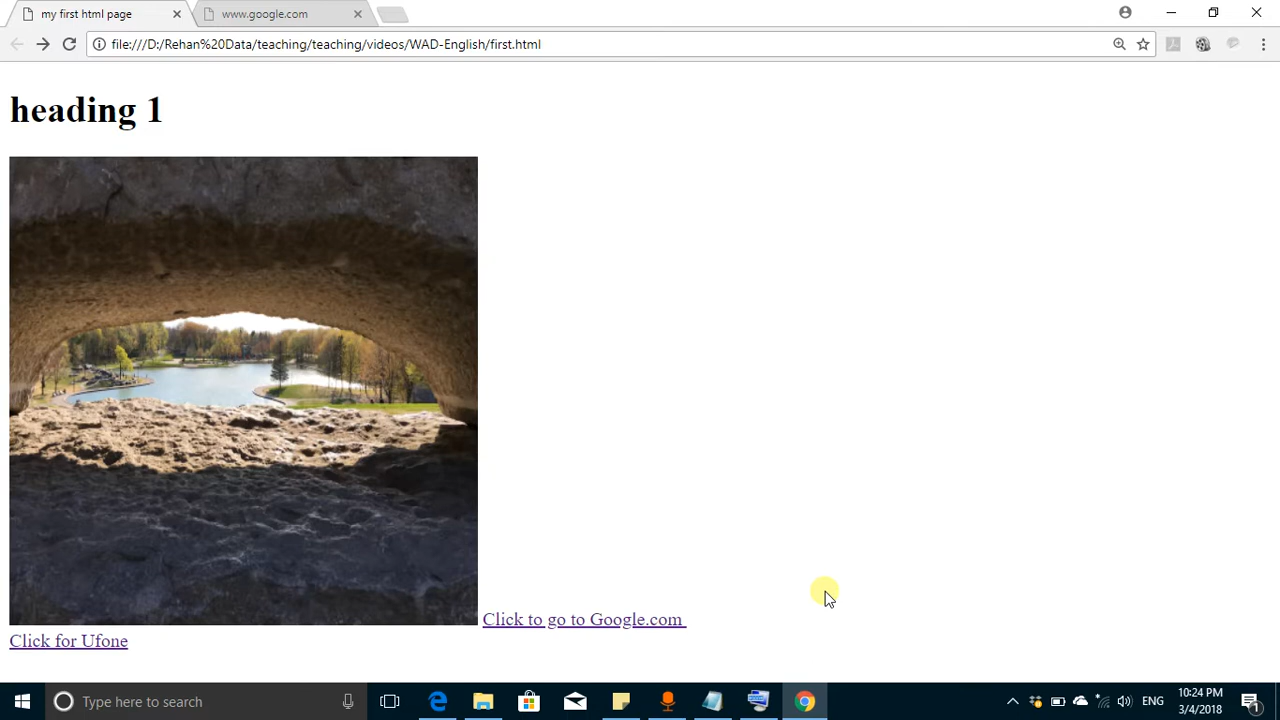 my first html page
www.google.com
file:///D:/Rehan%20Data/teaching/teaching/videos/WAD-English/first.html
heading 1
Click to go to Google.com
Click for Ufone
Type here to search
ENG
10:24 PM
3/4/2018
1